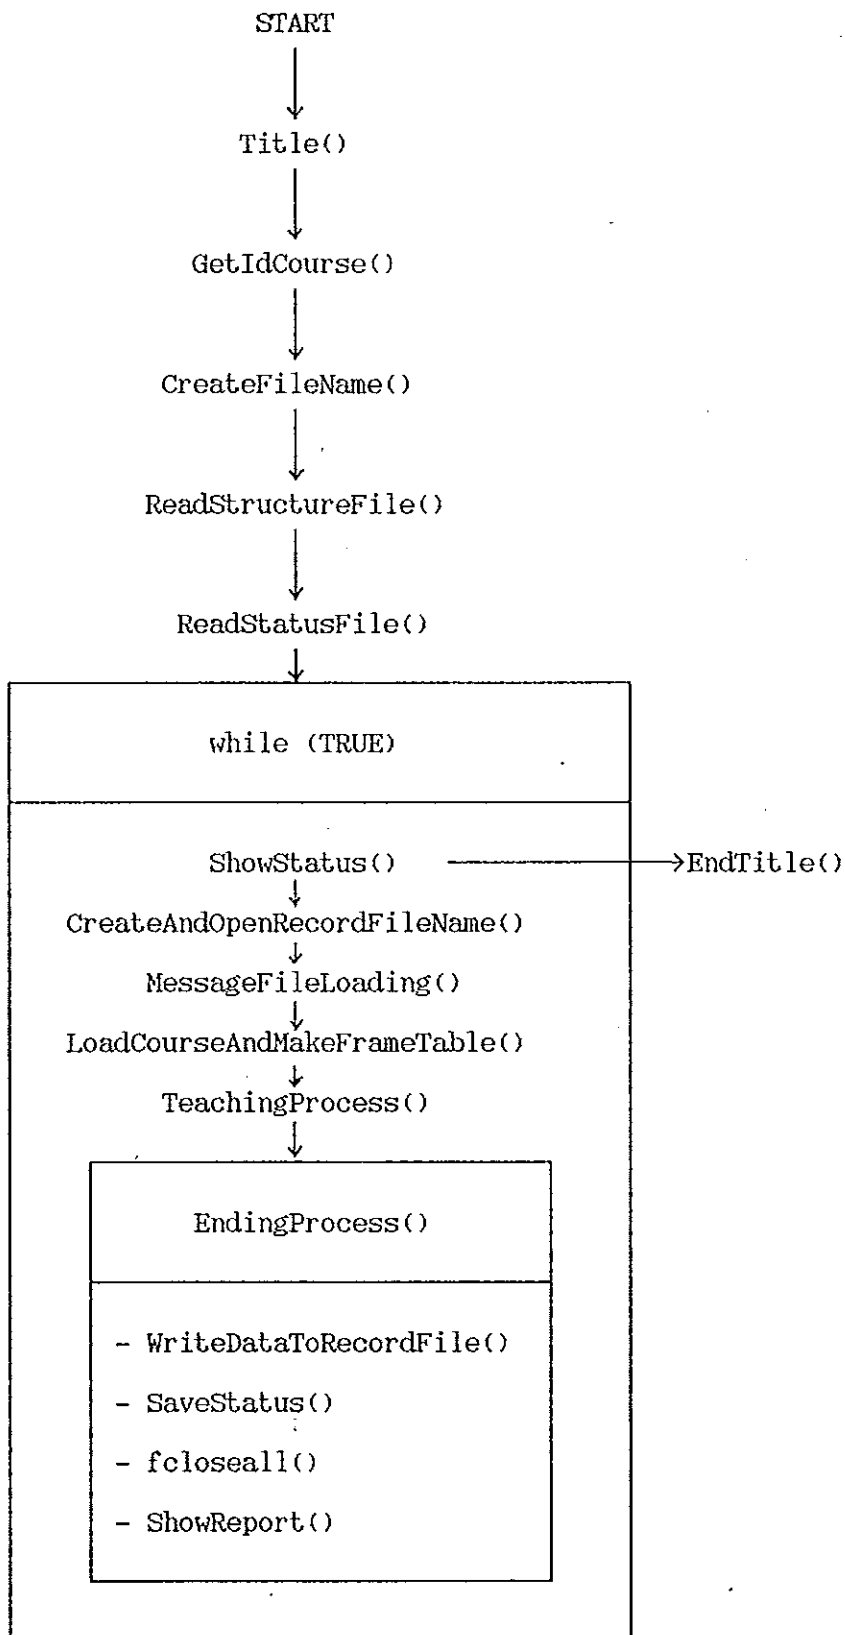 START
Title()
GetIdCourse()
CreateFileName()
ReadStructureFile()
ReadStatusFile()
while (TRUE)
ShowStatus() EndTitle()
CreateAndOpenRecordFileName()
MessageFileLoading()
LoadCourseAndMakeFrameTable()
TeachingProcess()
EndingProcess()
- WriteDataToRecordFile()
- SaveStatus()
- fcloseall()
- ShowReport()